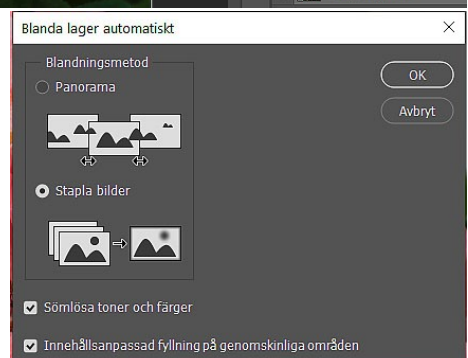 Blanda lager automatiskt
Blandningsmetod
Panorama
OK
Avbryt
Stapla bilder
Sömlösa toner och färger
Innehållsanpassad fyllning på genomskinliga områden